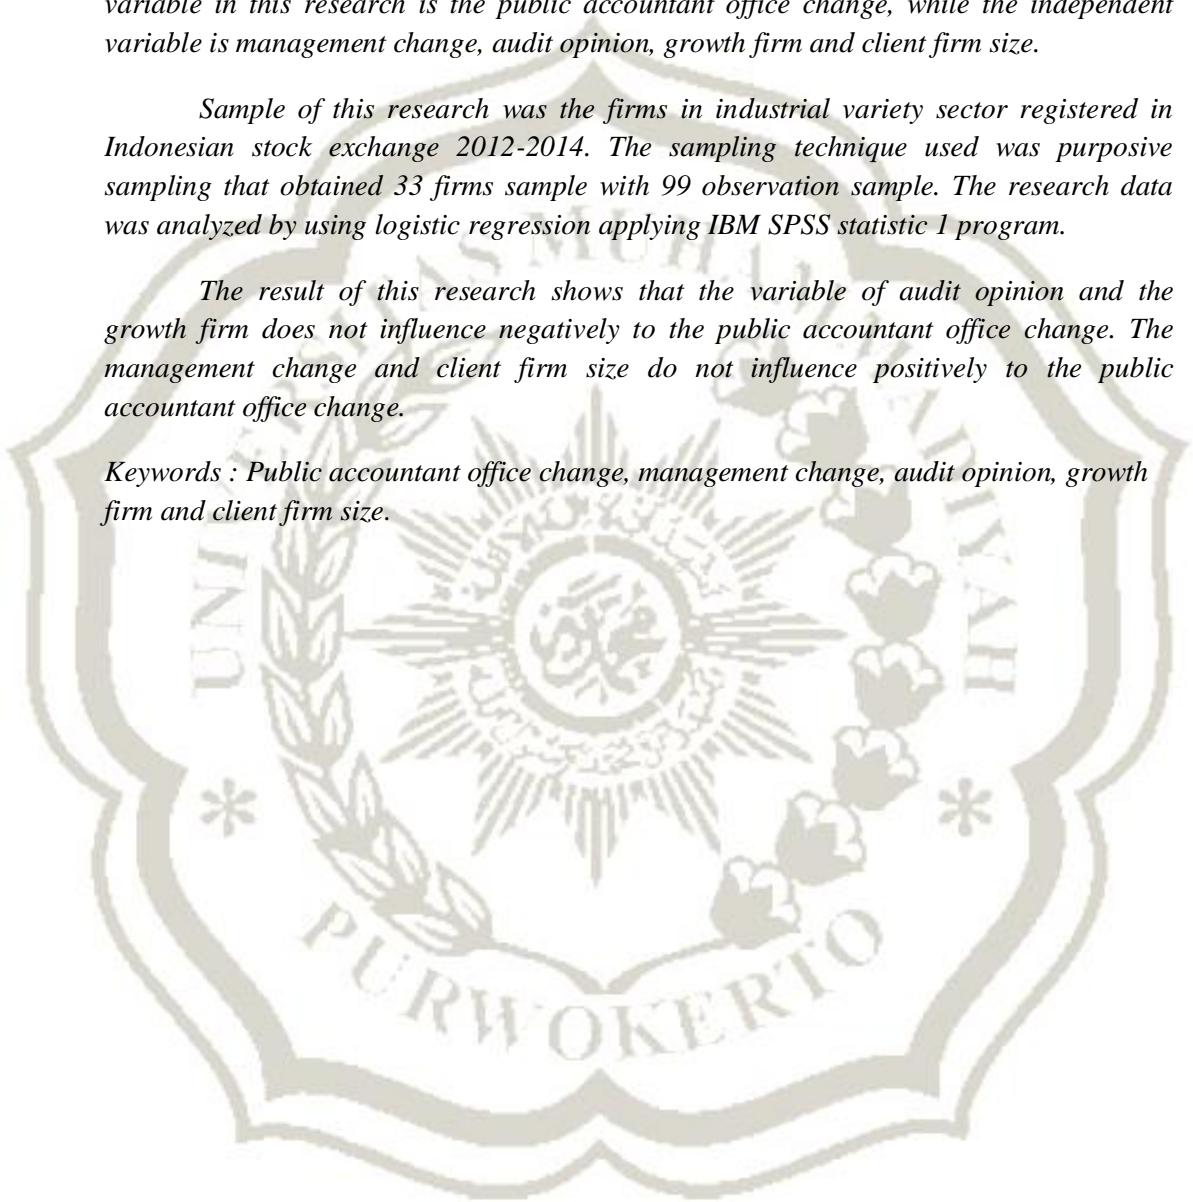 variable in this research is the public accountant office change, while the independent
variable is management change, audit opinion, growth firm and client firm size.
Sample of this research was the firms in industrial variety sector registered in
Indonesian stock exchange 2012-2014. The sampling technique used was purposive
sampling that obtained 33 firms sample with 99 observation sample. The research data
was analyzed by using logistic regression applying IBM SPSS statistic 1 program.
The result of this research shows that the variable of audit opinion and the
growth firm does not influence negatively to the public accountant office change. The
management change and client firm size do not influence positively to the public
accountant office change.
Keywords : Public accountant office change, management change, audit opinion, growth
firm and client firm size.
UNIVERSITAS MUHAMMADIYAH
PURWOKERTO